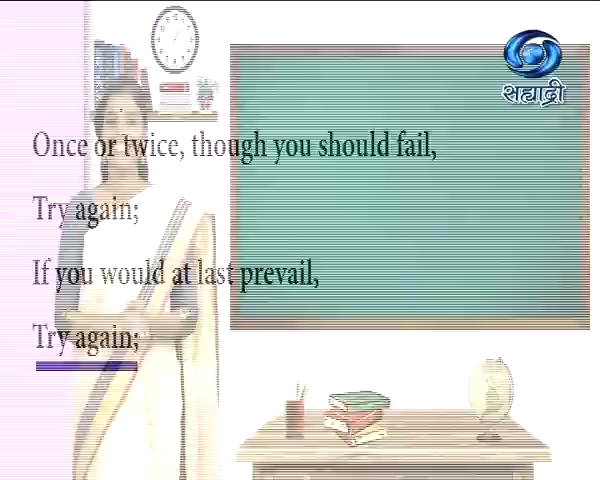 सह्याद्री
Once or twice, though you should fail,
Try again;
If you would at last prevail,
Try again;